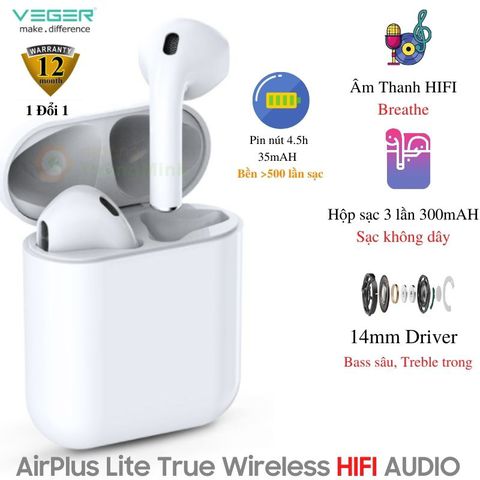 VEGER
make . difference
WARRANTY
12
month
1 Đổi 1
Pin nút 4.5h
35mAH
Bền >500 lần sạc
Âm Thanh HIFI
Breathe
Hộp sạc 3 lần 300mAH
Sạc không dây
14mm Driver
Bass sâu, Treble trong
AirPlus Lite True Wireless HIFI AUDIO